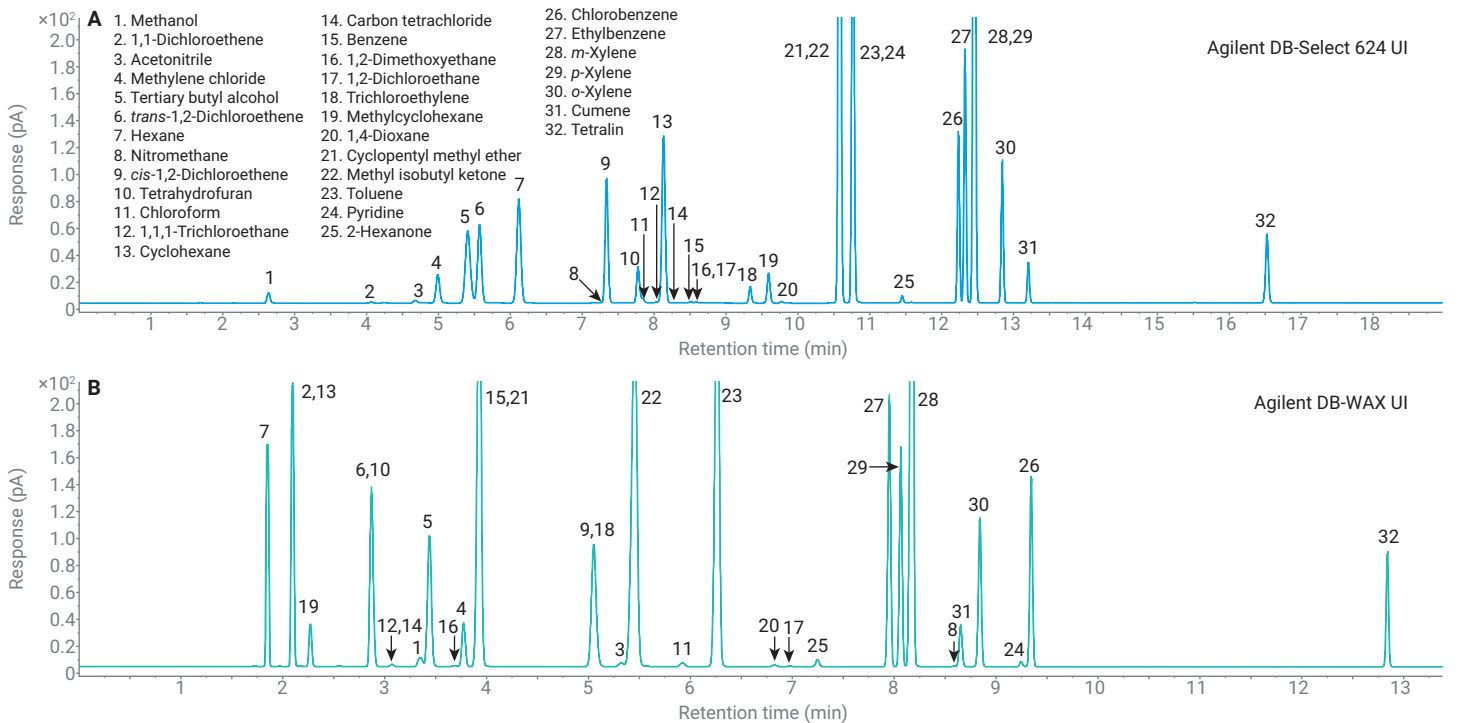 ×10²
A
1. Methanol
2. 1,1-Dichloroethene
3. Acetonitrile
4. Methylene chloride
5. Tertiary butyl alcohol
6. trans-1,2-Dichloroethene
7. Hexane
8. Nitromethane
9. cis-1,2-Dichloroethene
10. Tetrahydrofuran
11. Chloroform
12. 1,1,1-Trichloroethane
13. Cyclohexane
14. Carbon tetrachloride
15. Benzene
16. 1,2-Dimethoxyethane
17. 1,2-Dichloroethane
18. Trichloroethylene
19. Methylcyclohexane
20. 1,4-Dioxane
21. Cyclopentyl methyl ether
22. Methyl isobutyl ketone
23. Toluene
24. Pyridine
25. 2-Hexanone
26. Chlorobenzene
27. Ethylbenzene
28. m-Xylene
29. p-Xylene
30. o-Xylene
31. Cumene
32. Tetralin
Agilent DB-Select 624 UI
Response (pA)
2.0
1.8
1.6
1.4
1.2
1.0
0.8
0.6
0.4
0.2
0
1
2
3
4
5
6
7
8
9
10
11
12
13
14
15
16,17
18
19
20
21,22
23,24
25
26
27
28,29
30
31
32
1 2 3 4 5 6 7 8 9 10 11 12 13 14 15 16 17 18
Retention time (min)
×10²
B
Agilent DB-WAX UI
Response (pA)
2.0
1.8
1.6
1.4
1.2
1.0
0.8
0.6
0.4
0.2
0
7
2,13
19
6,10
12,14
1
5
16
4
15,21
9,18
3
22
11
23
20
17
25
27
29
28
8
31
30
24
26
32
1 2 3 4 5 6 7 8 9 10 11 12 13
Retention time (min)